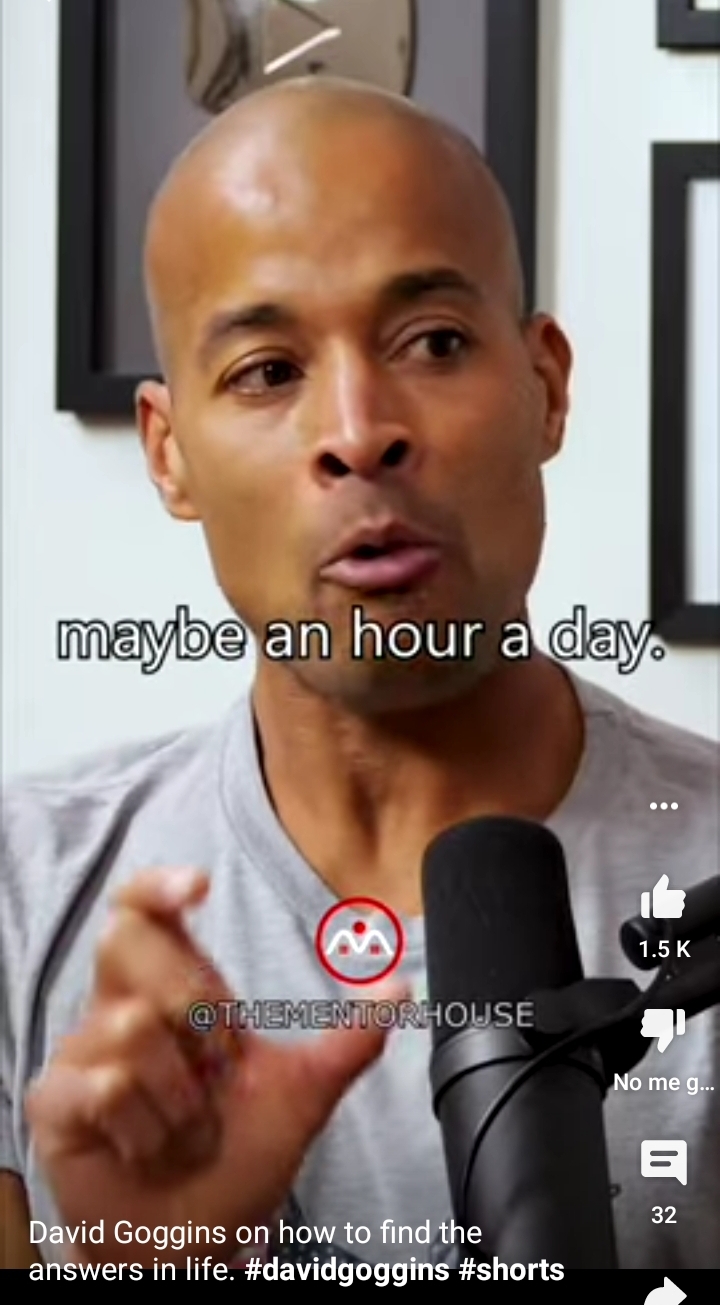 maybe an hour a day.
@THEMENTORHOUSE
1.5 K
No me g...
32
David Goggins on how to find the
answers in life. #davidgoggins #shorts